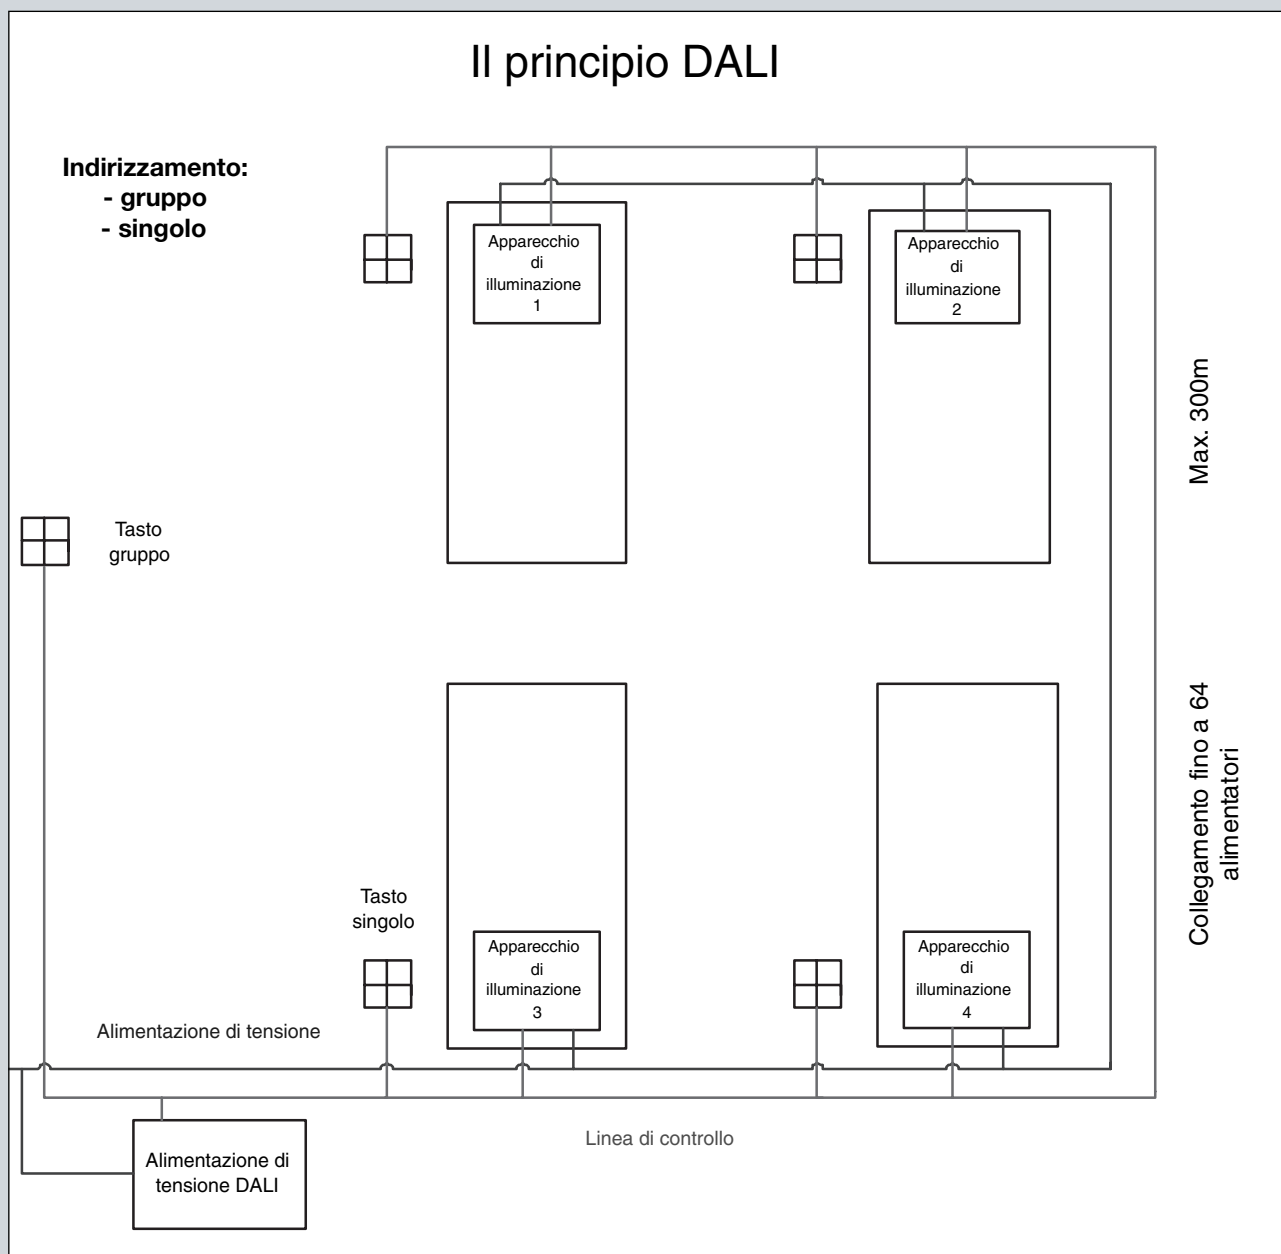 Il principio DALI
Indirizzamento:
- gruppo
- singolo
Apparecchio
di
illuminazione
1
Apparecchio
di
illuminazione
2
Max. 300m
Tasto
gruppo
Collegamento fino a 64
alimentatori
Tasto
singolo
Apparecchio
di
illuminazione
3
Apparecchio
di
illuminazione
4
Alimentazione di tensione
Linea di controllo
Alimentazione di
tensione DALI